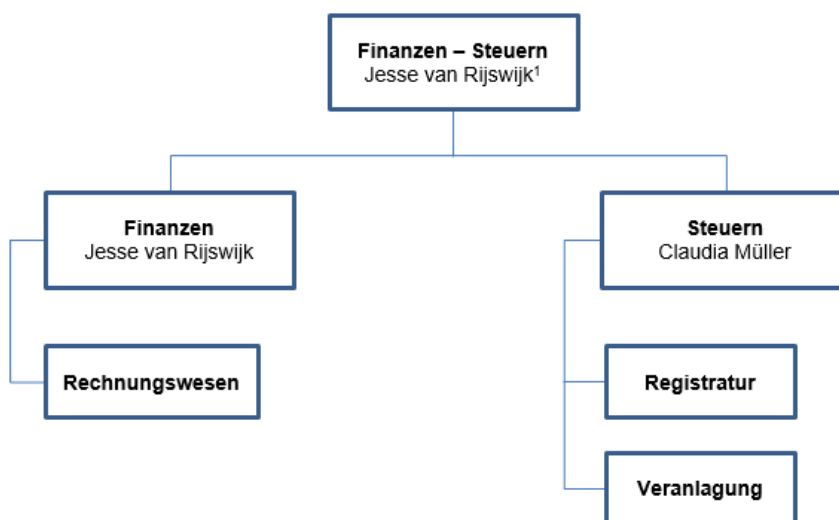 Finanzen – Steuern
Jesse van Rijswijk¹
Finanzen
Jesse van Rijswijk
Steuern
Claudia Müller
Rechnungswesen
Registratur
Veranlagung